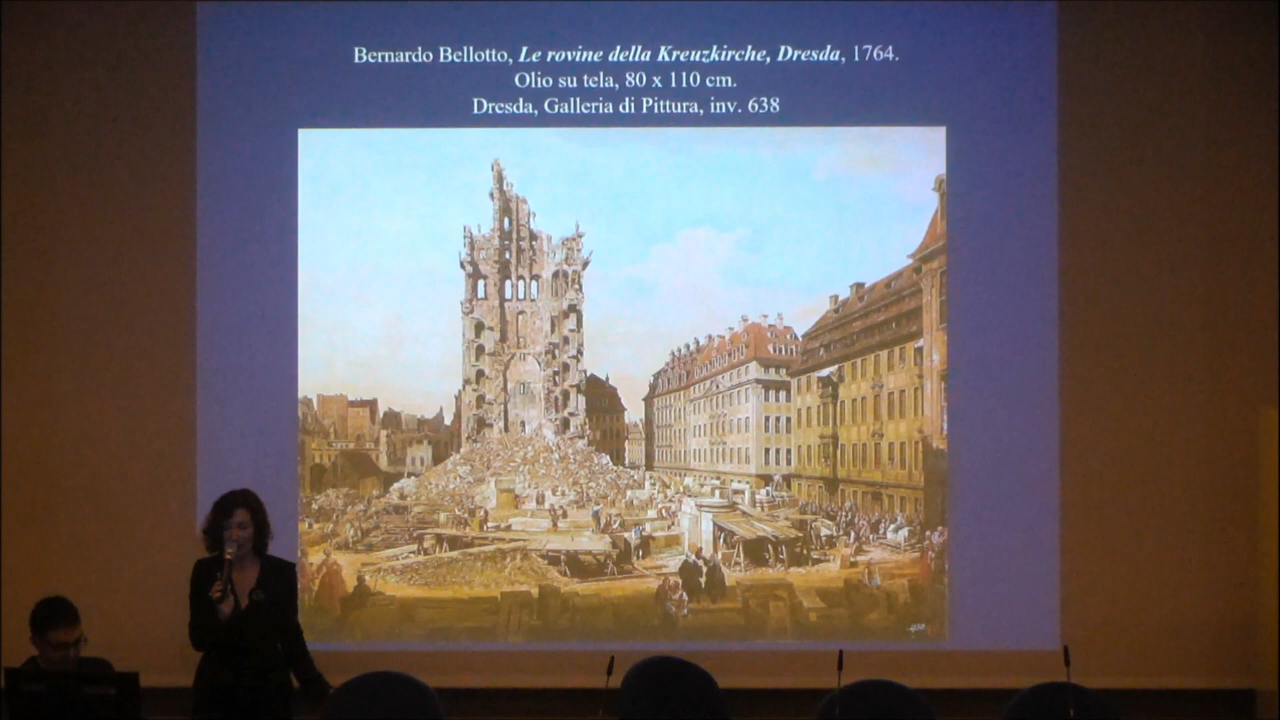 Bernardo Bellotto, Le rovine della Kreuzkirche, Dresda, 1764.
Olio su tela, 80 x 110 cm.
Dresda, Galleria di Pittura, inv. 638